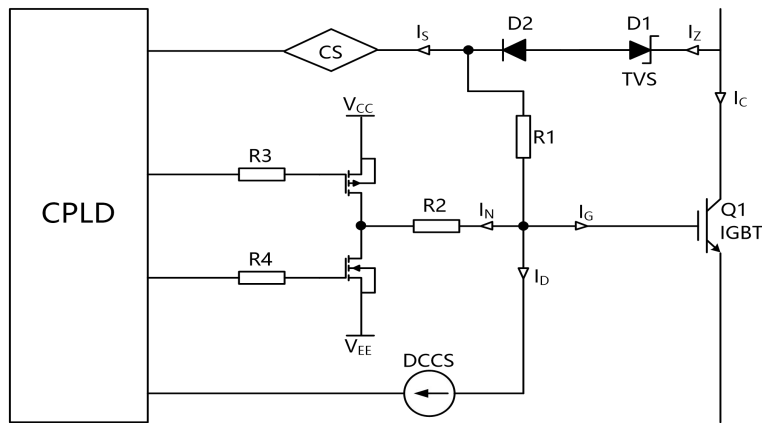 I_S
D2
D1
I_Z
CS
TVS
I_C
V_CC
R1
R3
CPLD
R2
I_N
I_G
Q1
IGBT
R4
I_D
V_EE
DCCS